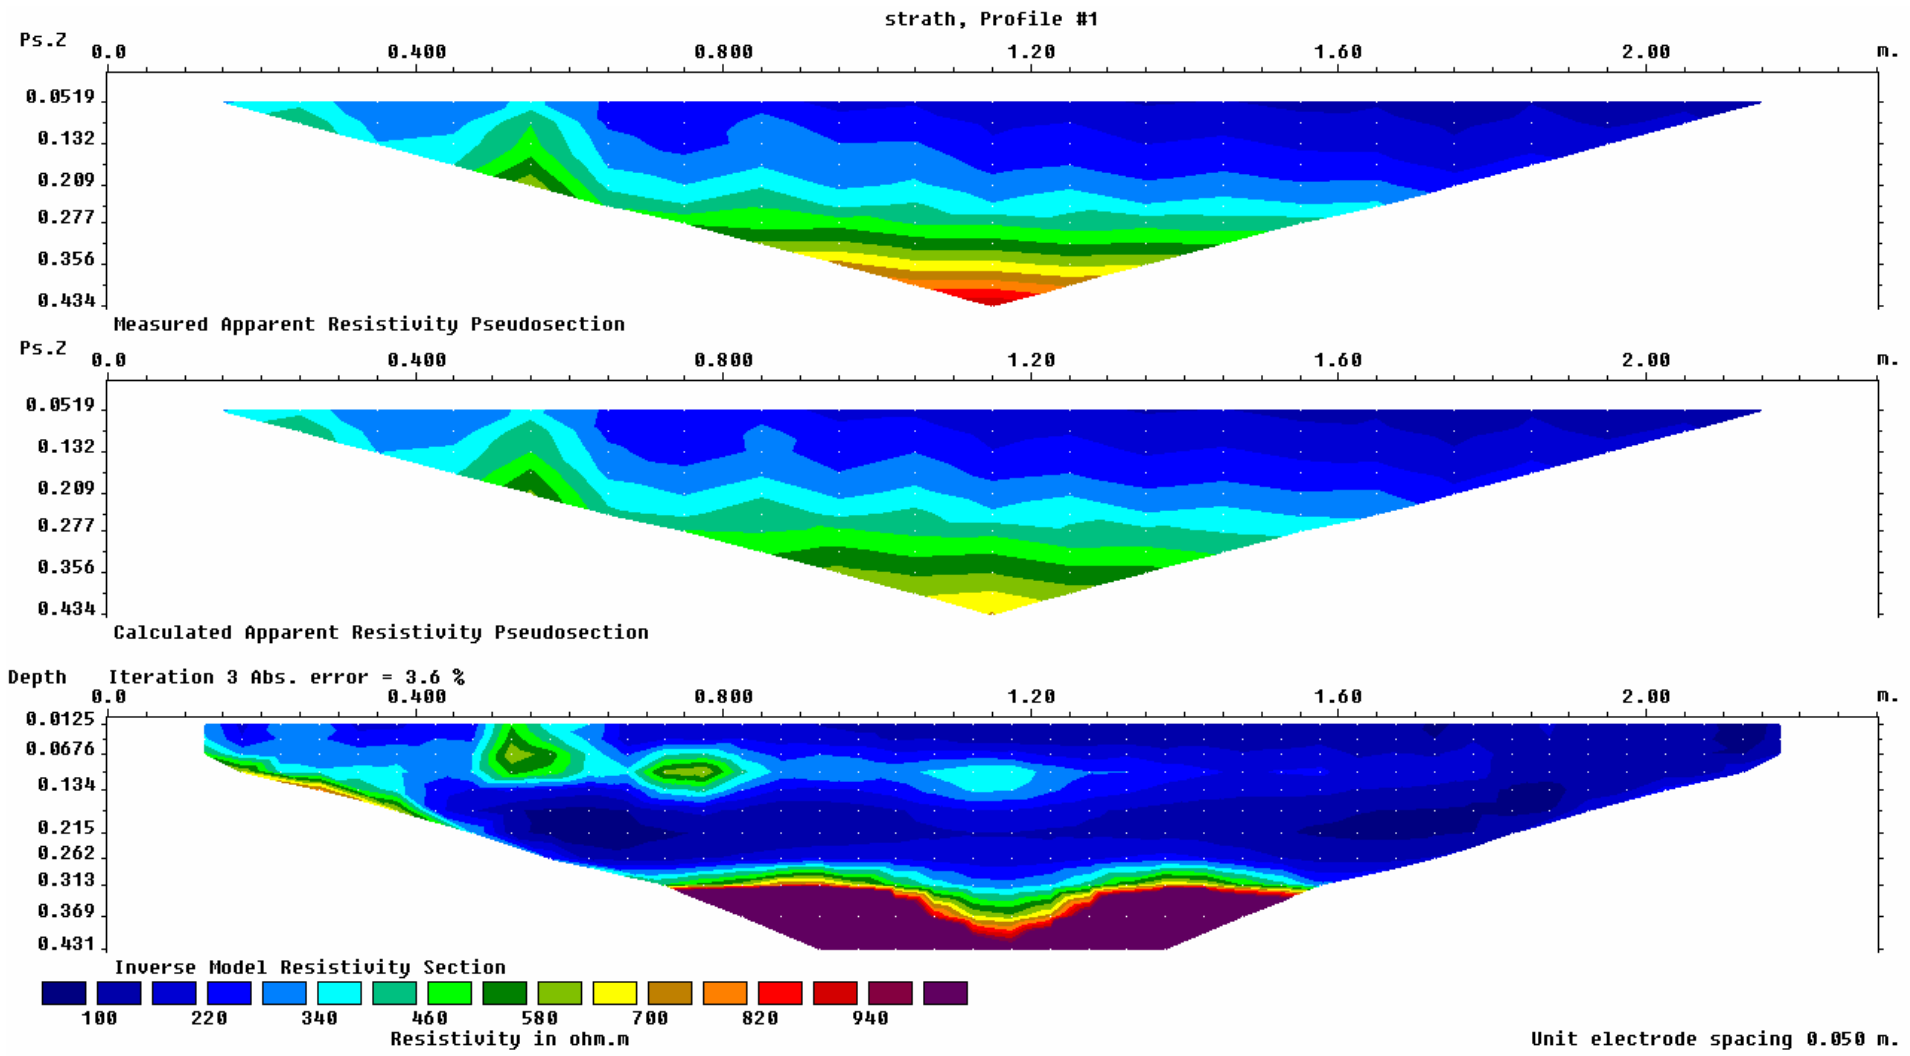 strath, Profile #1
Ps.Z 0.0 0.400 0.800 1.20 1.60 2.00 m.
0.0519
0.132
0.209
0.277
0.356
0.434
Measured Apparent Resistivity Pseudosection
Ps.Z 0.0 0.400 0.800 1.20 1.60 2.00 m.
0.0519
0.132
0.209
0.277
0.356
0.434
Calculated Apparent Resistivity Pseudosection
Depth Iteration 3 Abs. error = 3.6 %
0.0 0.400 0.800 1.20 1.60 2.00 m.
0.0125
0.0676
0.134
0.215
0.262
0.313
0.369
0.431
Inverse Model Resistivity Section
100 220 340 460 580 700 820 940
Resistivity in ohm.m Unit electrode spacing 0.050 m.